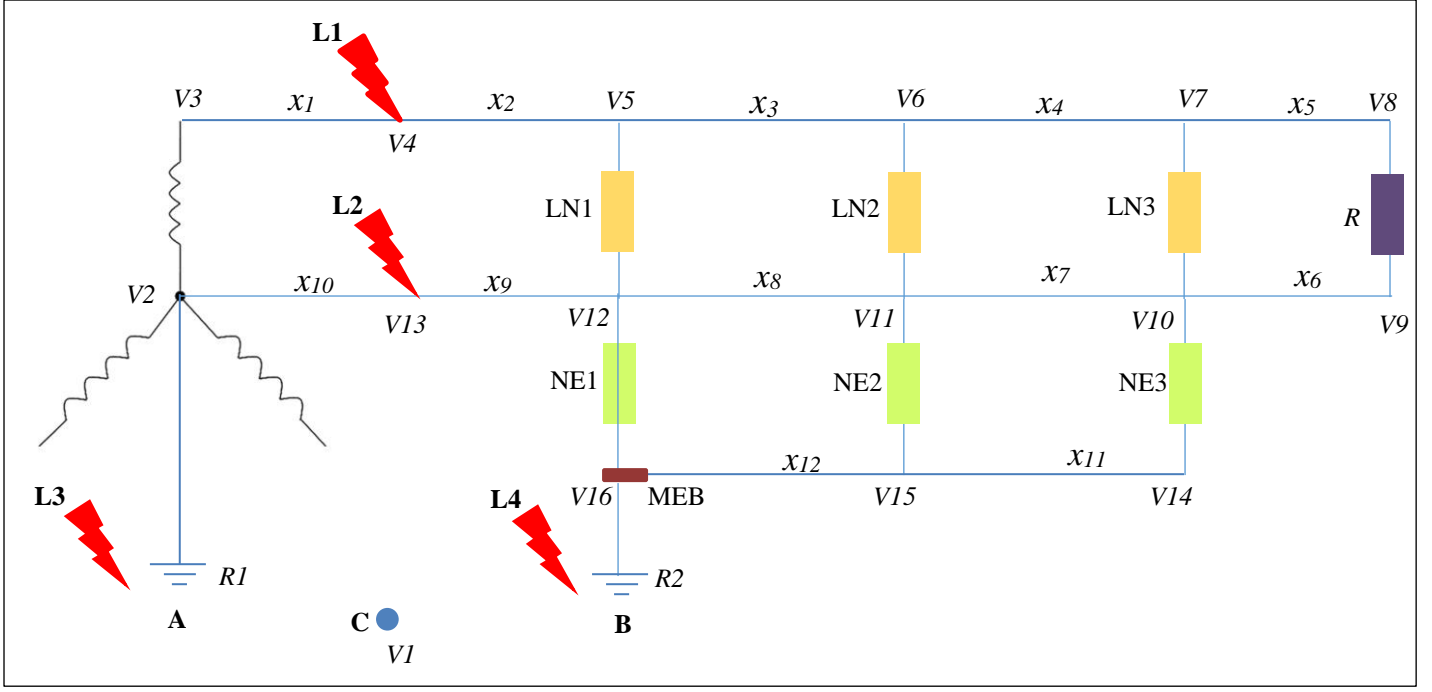 L1
V3 x1 x2 V5 x3 V6 x4 V7 x5 V8
V4
L2 LN1 LN2 LN3 R
V2 x10 x9 x8 x7 x6
V13 V12 V11 V10 V9
NE1 NE2 NE3
x12 x11
L3 L4 V16 MEB V15 V14
R1 R2
A C B
V1